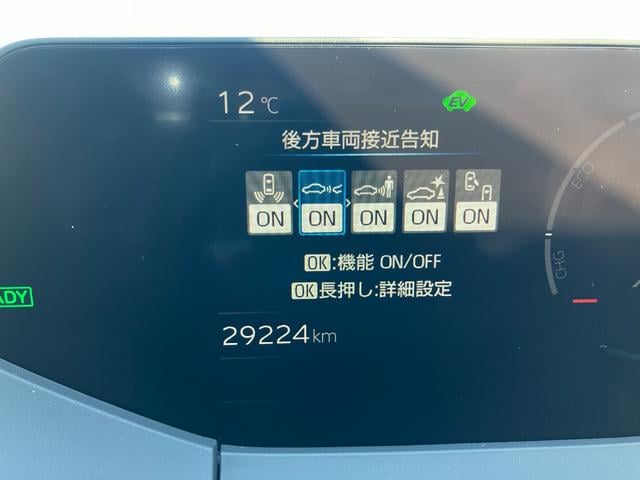 12℃ EV
後方車両接近告知
ON ON ON ON ON
OK:機能 ON/OFF
OK長押し:詳細設定
29224km
ADY
ECO
CHG